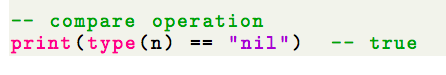 -- compare operation
print(type(n) == "nil")  -- true